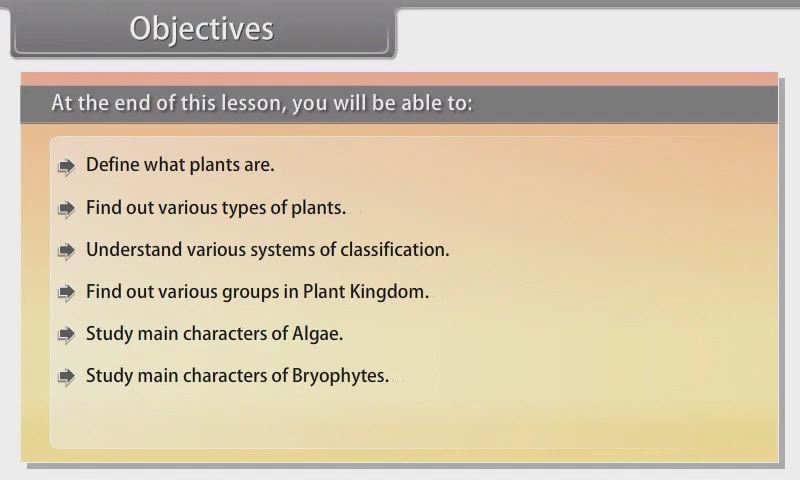 Objectives
At the end of this lesson, you will be able to:
Define what plants are.
Find out various types of plants.
Understand various systems of classification.
Find out various groups in Plant Kingdom.
Study main characters of Algae.
Study main characters of Bryophytes.